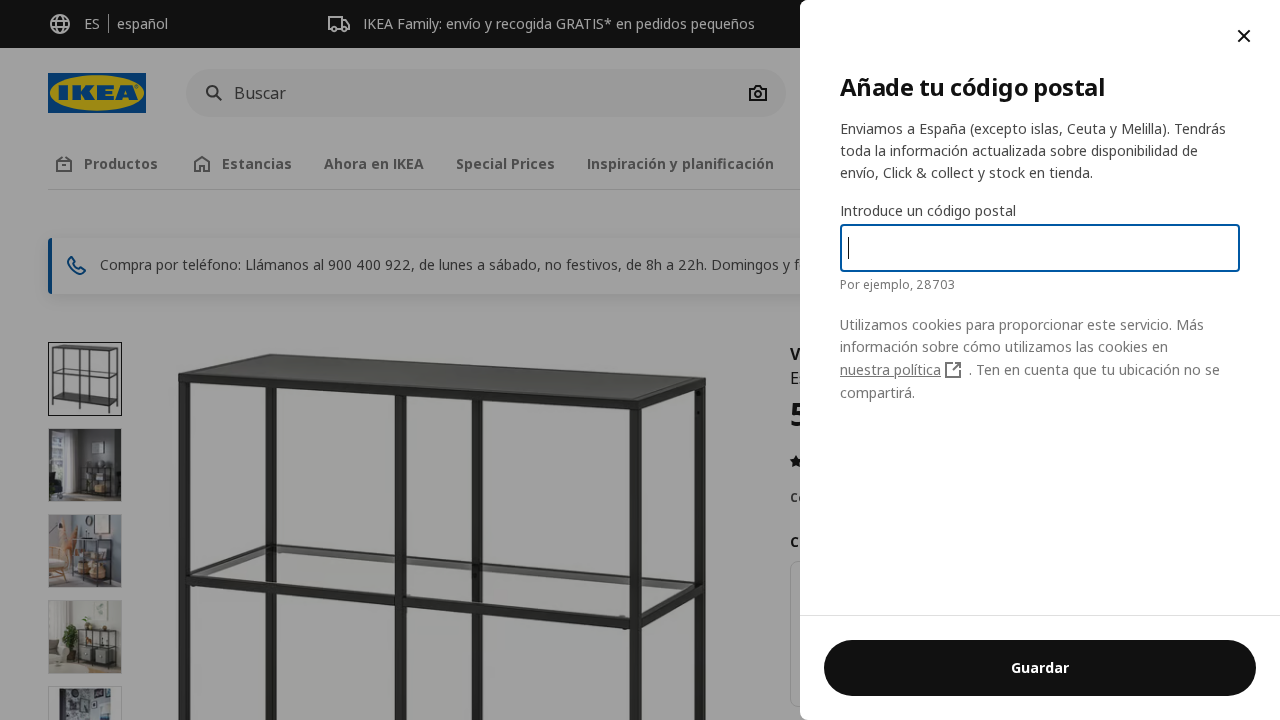 ES español
IKEA Family: envío y recogida GRATIS* en pedidos pequeños
IKEA
Buscar
Productos
Estancias
Ahora en IKEA
Special Prices
Inspiración y planificación
Compra por teléfono: Llámanos al 900 400 922, de lunes a sábado, no festivos, de 8h a 22h. Domingos y f
Añade tu código postal
Enviamos a España (excepto islas, Ceuta y Melilla). Tendrás
toda la información actualizada sobre disponibilidad de
envío, Click & collect y stock en tienda.
Introduce un código postal
Por ejemplo, 28703
Utilizamos cookies para proporcionar este servicio. Más
información sobre cómo utilizamos las cookies en
nuestra política . Ten en cuenta que tu ubicación no se
compartirá.
Guardar